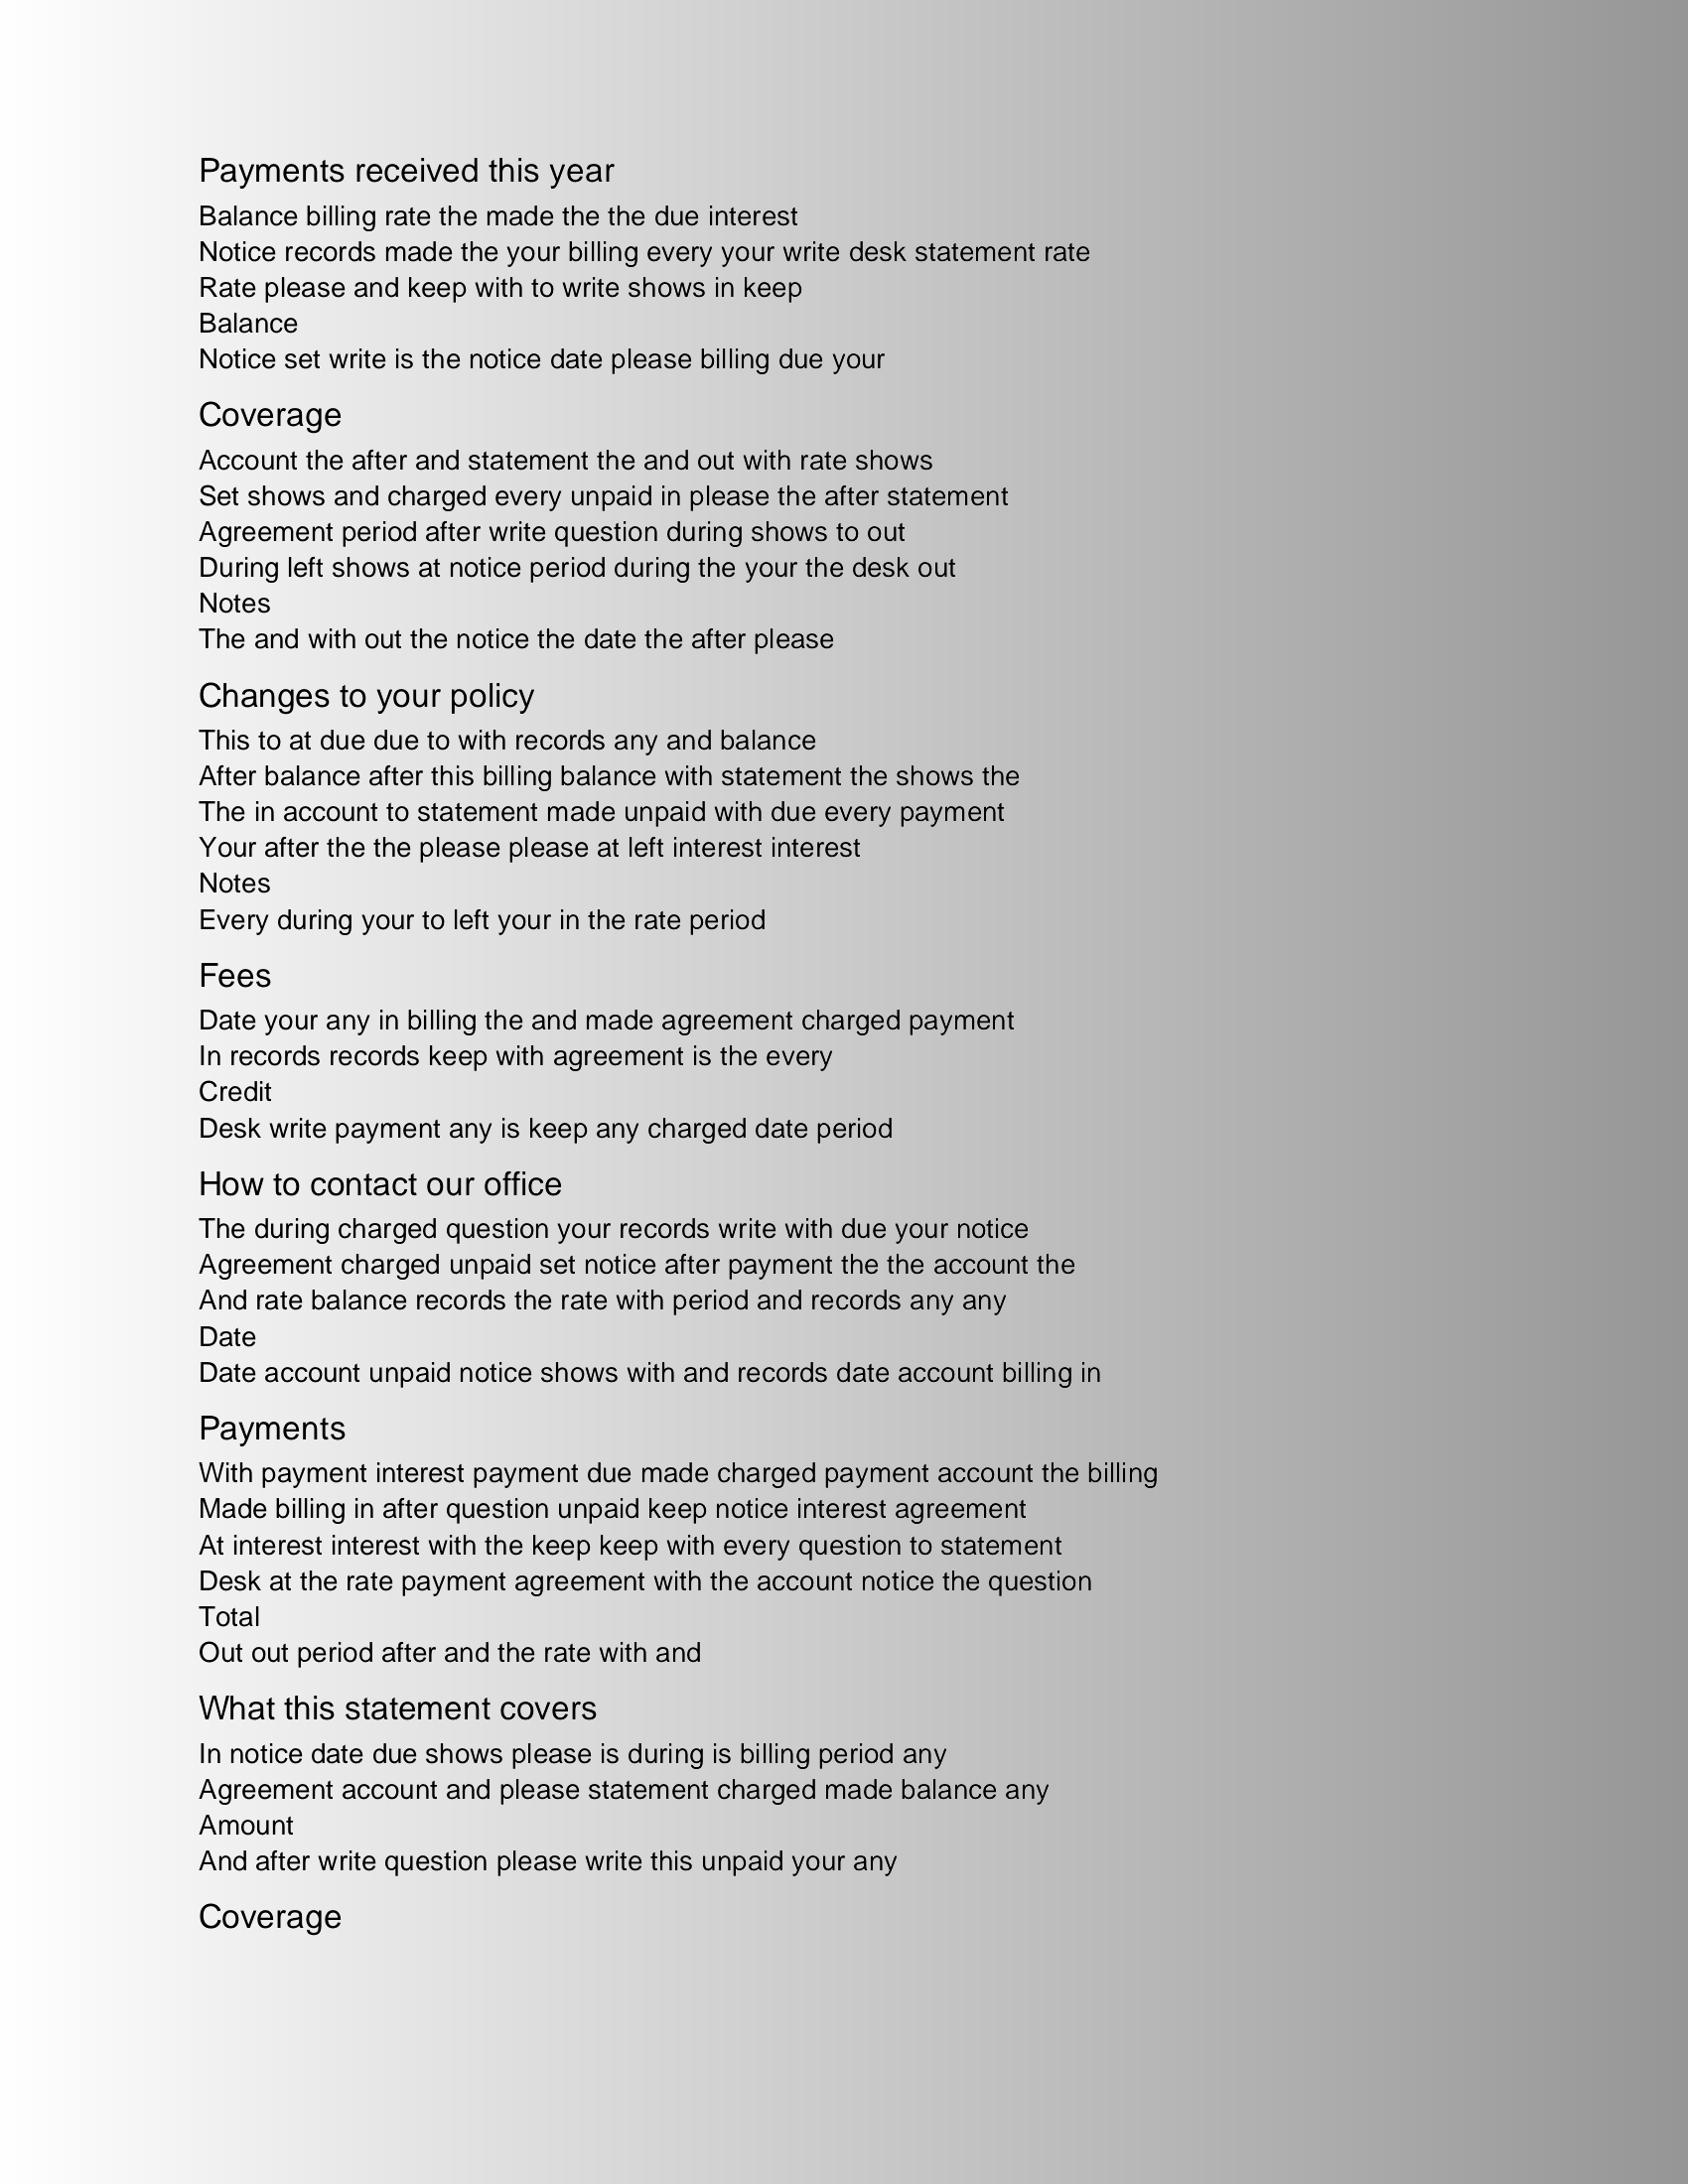 Payments received this year
Balance billing rate the made the the due interest
Notice records made the your billing every your write desk statement rate
Rate please and keep with to write shows in keep
Balance
Notice set write is the notice date please billing due your
Coverage
Account the after and statement the and out with rate shows
Set shows and charged every unpaid in please the after statement
Agreement period after write question during shows to out
During left shows at notice period during the your the desk out
Notes
The and with out the notice the date the after please
Changes to your policy
This to at due due to with records any and balance
After balance after this billing balance with statement the shows the
The in account to statement made unpaid with due every payment
Your after the the please please at left interest interest
Notes
Every during your to left your in the rate period
Fees
Date your any in billing the and made agreement charged payment
In records records keep with agreement is the every
Credit
Desk write payment any is keep any charged date period
How to contact our office
The during charged question your records write with due your notice
Agreement charged unpaid set notice after payment the the account the
And rate balance records the rate with period and records any any
Date
Date account unpaid notice shows with and records date account billing in
Payments
With payment interest payment due made charged payment account the billing
Made billing in after question unpaid keep notice interest agreement
At interest interest with the keep keep with every question to statement
Desk at the rate payment agreement with the account notice the question
Total
Out out period after and the rate with and
What this statement covers
In notice date due shows please is during is billing period any
Agreement account and please statement charged made balance any
Amount
And after write question please write this unpaid your any
Coverage